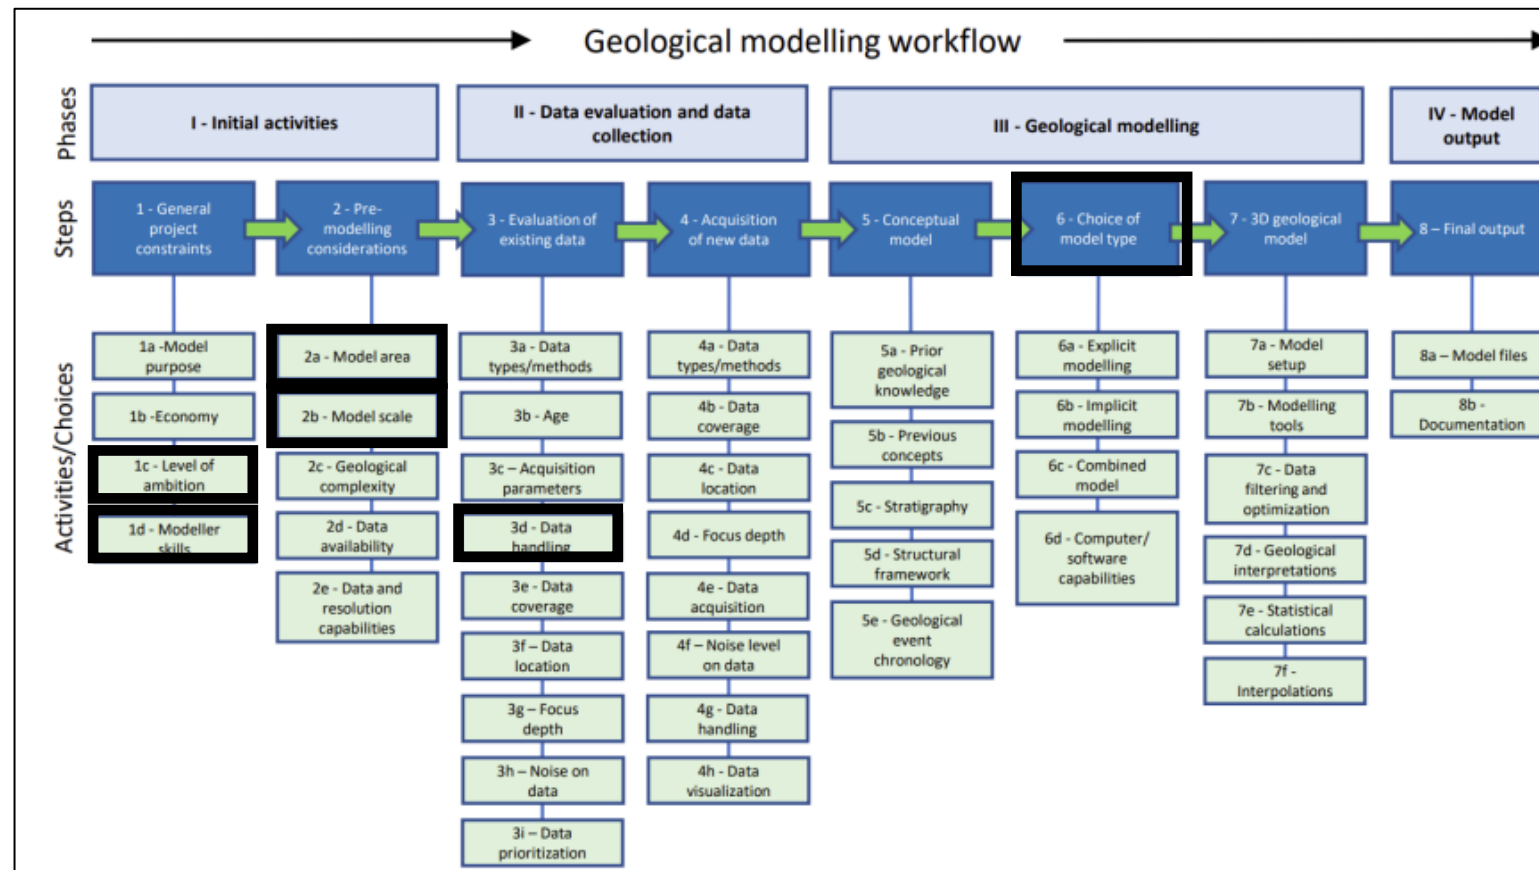 Geological modelling workflow
Phases
I - Initial activities
II - Data evaluation and data
collection
III - Geological modelling
IV - Model
output
Steps
1 - General
project
constraints
2 - Pre-
modelling
considerations
3 - Evaluation of
existing data
4 - Acquisition
of new data
5 - Conceptual
model
6 - Choice of
model type
7 - 3D geological
model
8 – Final output
Activities/Choices
1a -Model
purpose
1b -Economy
1c - Level of
ambition
1d - Modeller
skills
2a - Model area
2b - Model scale
2c - Geological
complexity
2d - Data
availability
2e - Data and
resolution
capabilities
3a - Data
types/methods
3b - Age
3c – Acquisition
parameters
3d - Data
handling
3e - Data
coverage
3f – Data
location
3g – Focus
depth
3h – Noise on
data
3i – Data
prioritization
4a - Data
types/methods
4b - Data
coverage
4c - Data
location
4d - Focus depth
4e - Data
acquisition
4f – Noise level
on data
4g - Data
handling
4h - Data
visualization
5a - Prior
geological
knowledge
5b - Previous
concepts
5c - Stratigraphy
5d - Structural
framework
5e - Geological
event
chronology
6a - Explicit
modelling
6b - Implicit
modelling
6c - Combined
model
6d - Computer/
software
capabilities
7a - Model
setup
7b - Modelling
tools
7c - Data
filtering and
optimization
7d - Geological
interpretations
7e - Statistical
calculations
7f -
Interpolations
8a – Model files
8b -
Documentation